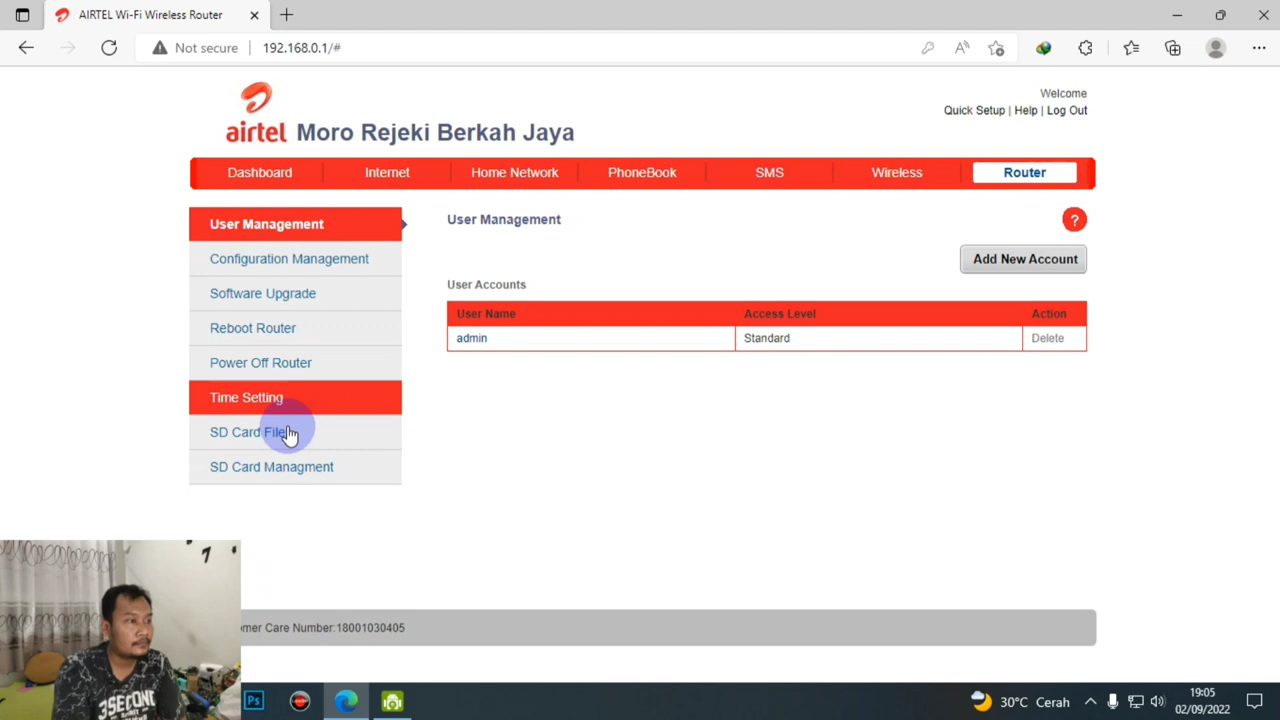 AIRTEL Wi-Fi Wireless Router
Not secure
192.168.0.1/#
Welcome
Quick Setup | Help | Log Out
airtel Moro Rejeki Berkah Jaya
Dashboard
Internet
Home Network
PhoneBook
SMS
Wireless
Router
User Management
Configuration Management
Software Upgrade
Reboot Router
Power Off Router
Time Setting
SD Card File
SD Card Managment
User Management
?
Add New Account
User Accounts
User Name
Access Level
Action
admin
Standard
Delete
Care Number:18001030405
3SECOND
Ps
30°C Cerah
19:05
02/09/2022